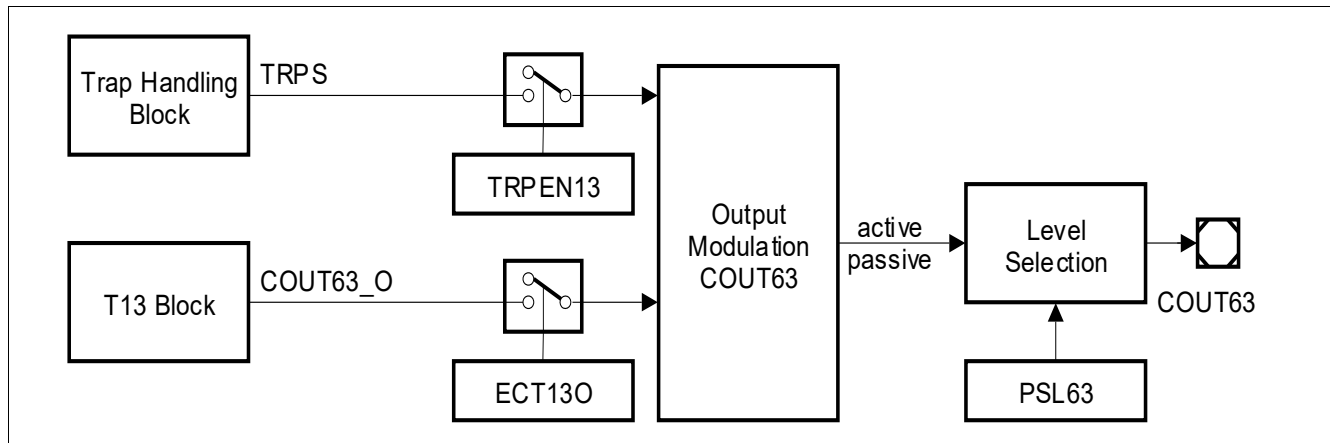 Trap Handling
Block
TRPS
TRPEN13
T13 Block
COUT63_O
ECT13O
Output
Modulation
COUT63
active
passive
Level
Selection
PSL63
COUT63